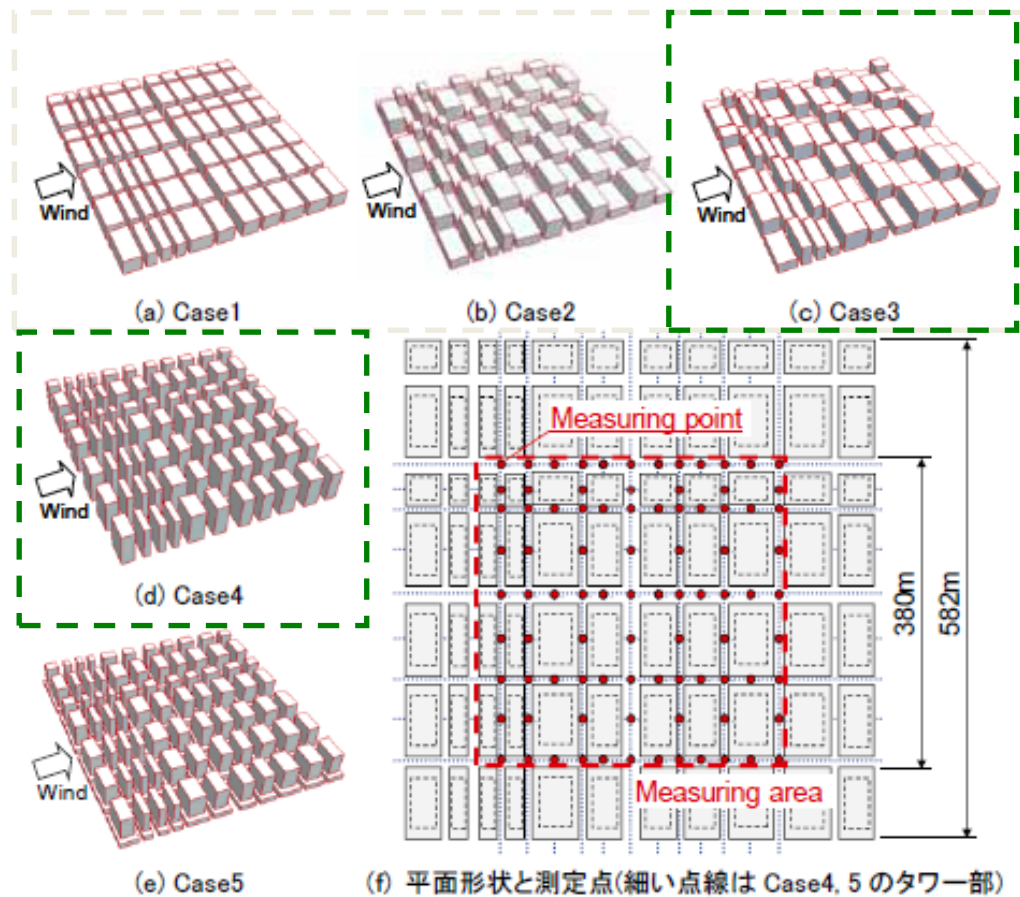 Wind
(a) Case1
Wind
(b) Case2
Wind
(c) Case3
Wind
(d) Case4
Wind
(e) Case5
Measuring point
Measuring area
380m
582m
(f) 平面形状と測定点(細い点線は Case4, 5 のタワー部)